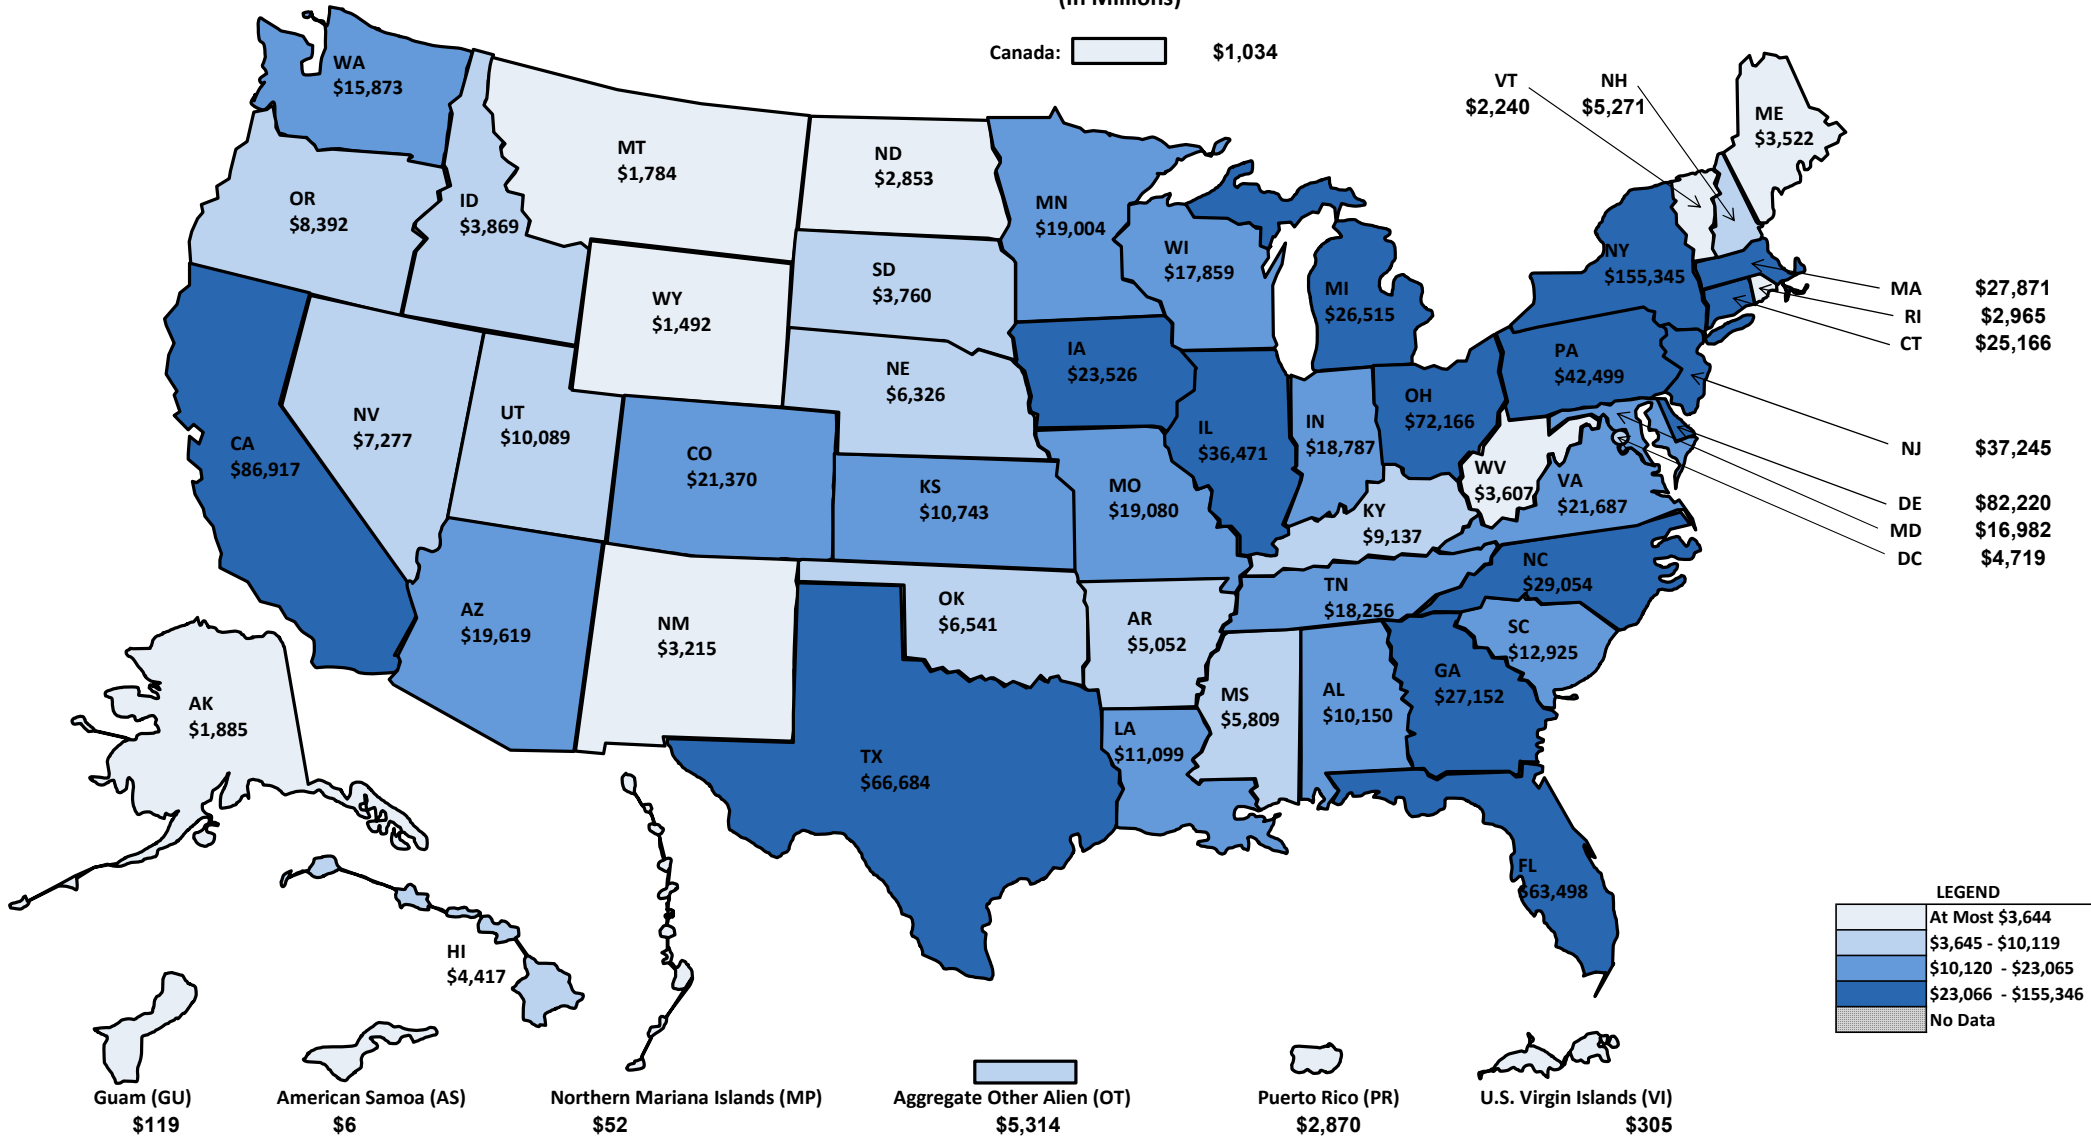 (In Millions)
Canada: $1,034
WA
$15,873
VT
$2,240
NH
$5,271
ME
$3,522
MT
$1,784
ND
$2,853
OR
$8,392
ID
$3,869
MN
$19,004
WI
$17,859
NY
$155,345
SD
$3,760
WY
$1,492
MI
$26,515
MA $27,871
RI $2,965
CT $25,166
IA
$23,526
PA
$42,499
NE
$6,326
NV
$7,277
UT
$10,089
OH
$72,166
IL
$36,471
IN
$18,787
CA
$86,917
CO
$21,370
NJ $37,245
WV
$3,607
VA
$21,687
KS
$10,743
MO
$19,080
DE $82,220
MD $16,982
DC $4,719
KY
$9,137
NC
$29,054
TN
$18,256
AZ
$19,619
NM
$3,215
OK
$6,541
AR
$5,052
SC
$12,925
GA
$27,152
AK
$1,885
MS
$5,809
AL
$10,150
LA
$11,099
TX
$66,684
FL
$63,498
HI
$4,417
LEGEND
At Most $3,644
$3,645 - $10,119
$10,120 - $23,065
$23,066 - $155,346
No Data
Guam (GU)
$119
American Samoa (AS)
$6
Northern Mariana Islands (MP)
$52
Aggregate Other Alien (OT)
$5,314
Puerto Rico (PR)
$2,870
U.S. Virgin Islands (VI)
$305